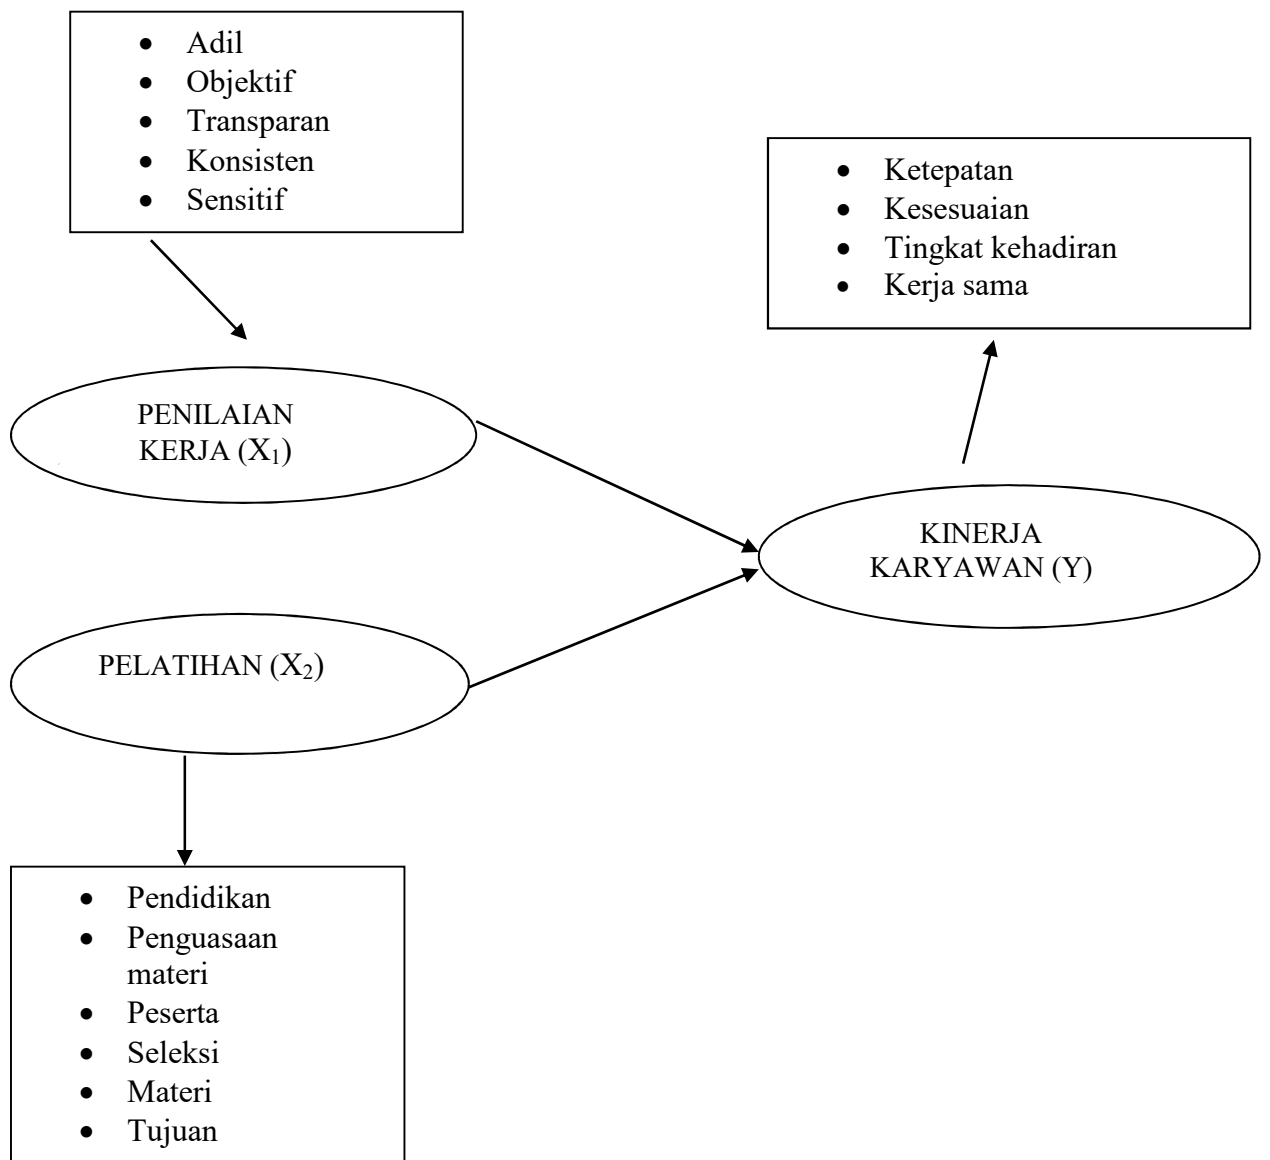 • Adil
• Objektif
• Transparan
• Konsisten
• Sensitif
• Ketepatan
• Kesesuaian
• Tingkat kehadiran
• Kerja sama
PENILAIAN
KERJA (X₁)
KINERJA
KARYAWAN (Y)
PELATIHAN (X₂)
• Pendidikan
• Penguasaan
materi
• Peserta
• Seleksi
• Materi
• Tujuan